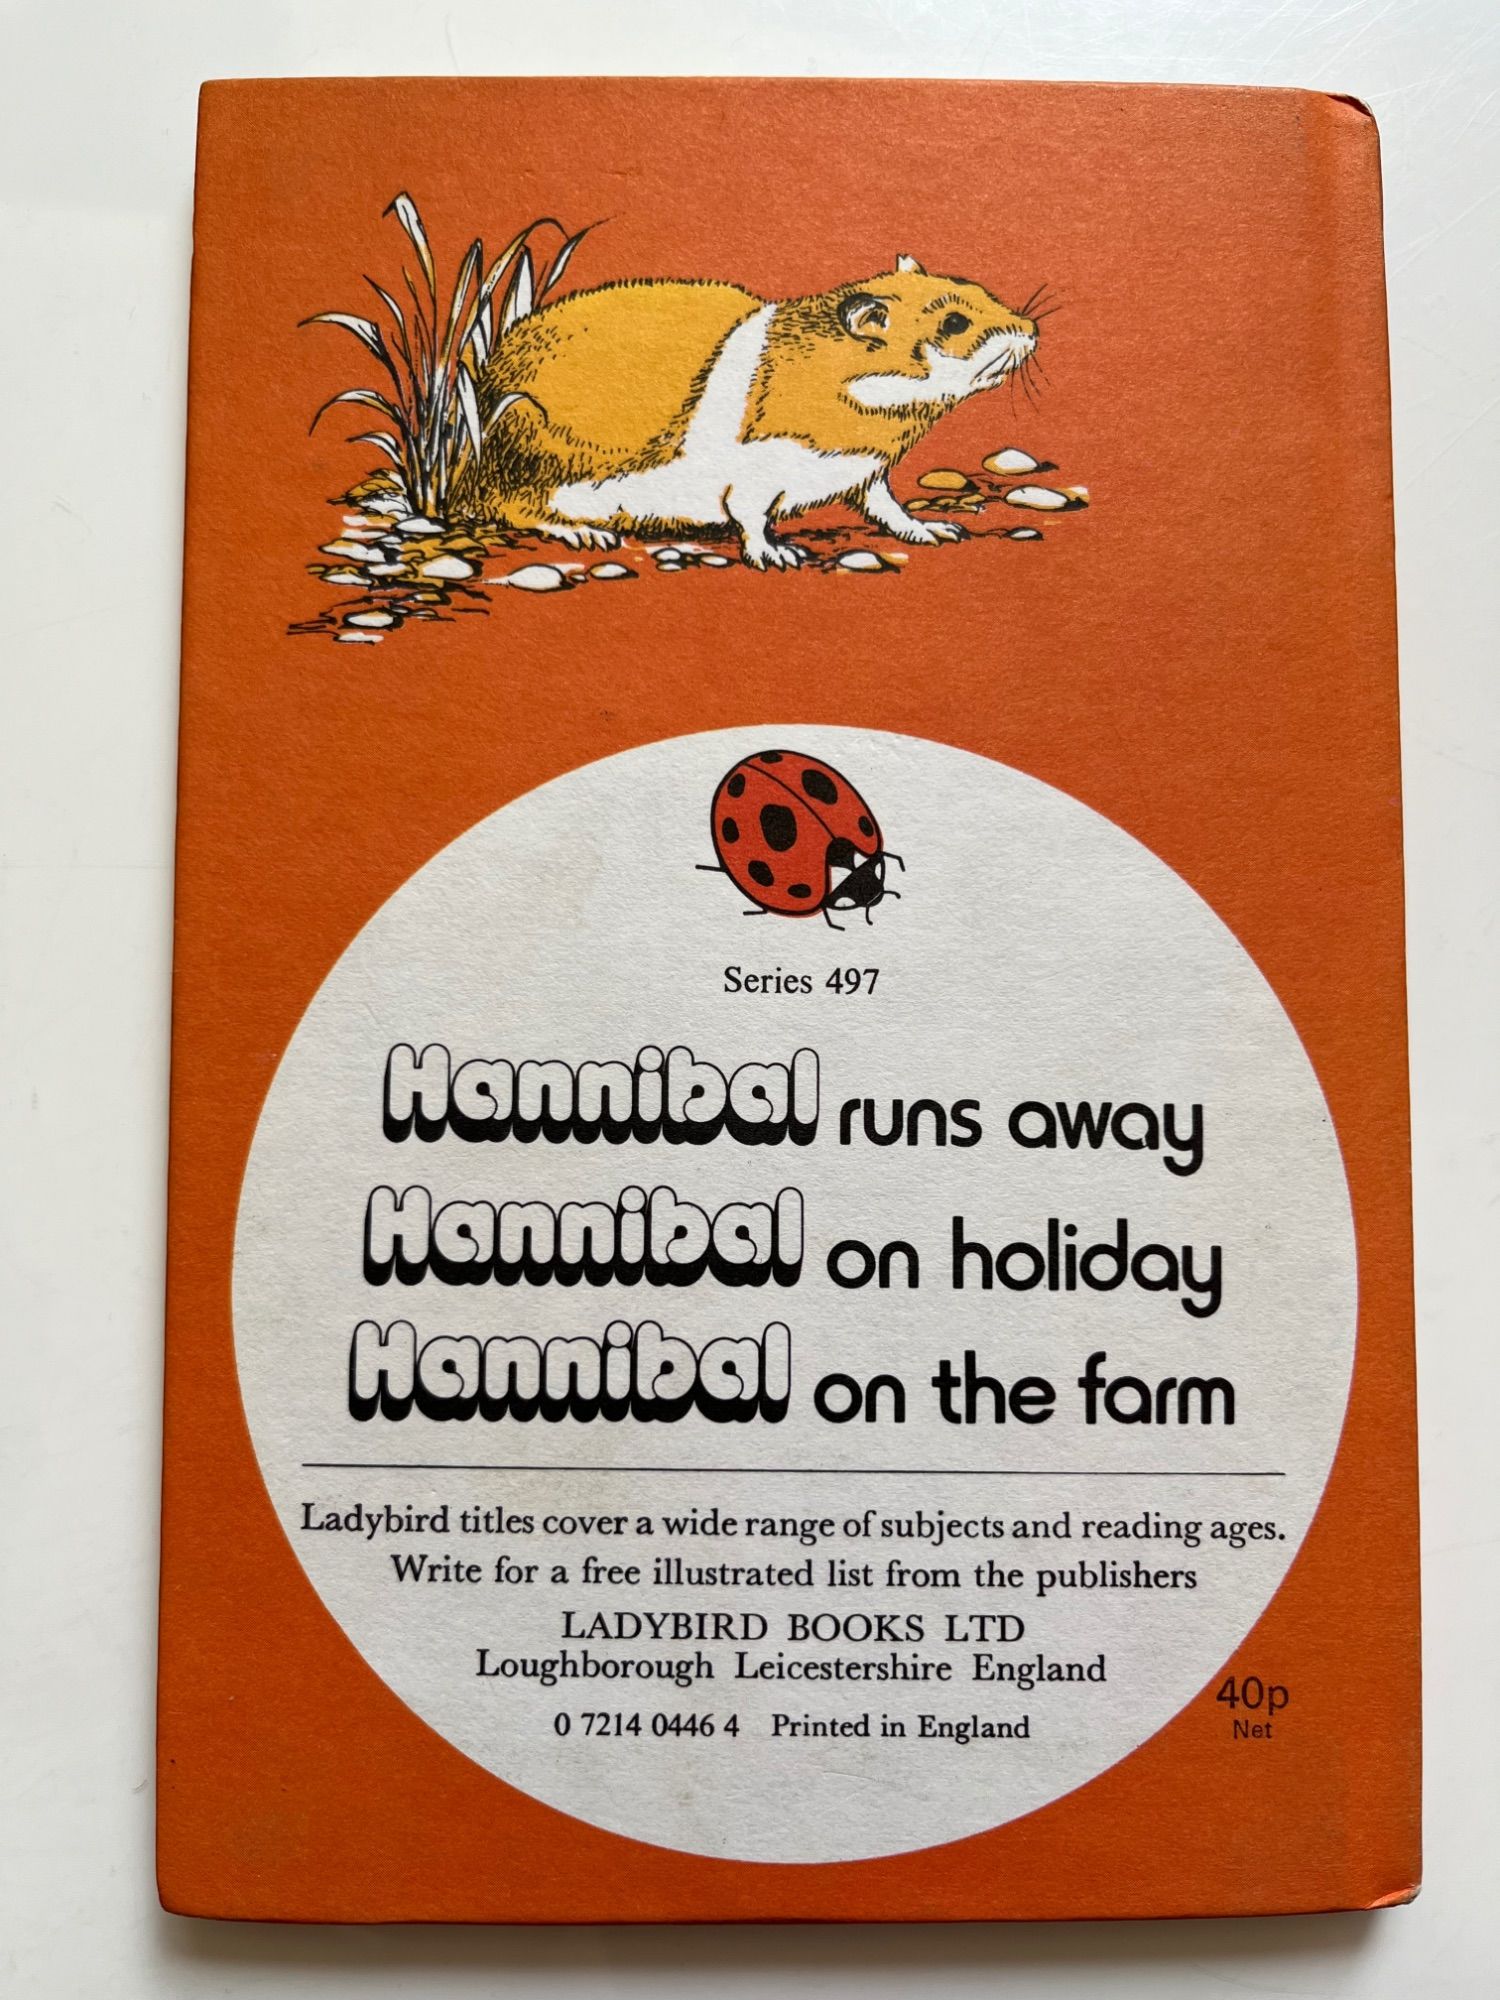 Series 497
Hannibal runs away
Hannibal on holiday
Hannibal on the farm
Ladybird titles cover a wide range of subjects and reading ages.
Write for a free illustrated list from the publishers
LADYBIRD BOOKS LTD
Loughborough Leicestershire England
0 7214 0446 4 Printed in England
40p
Net